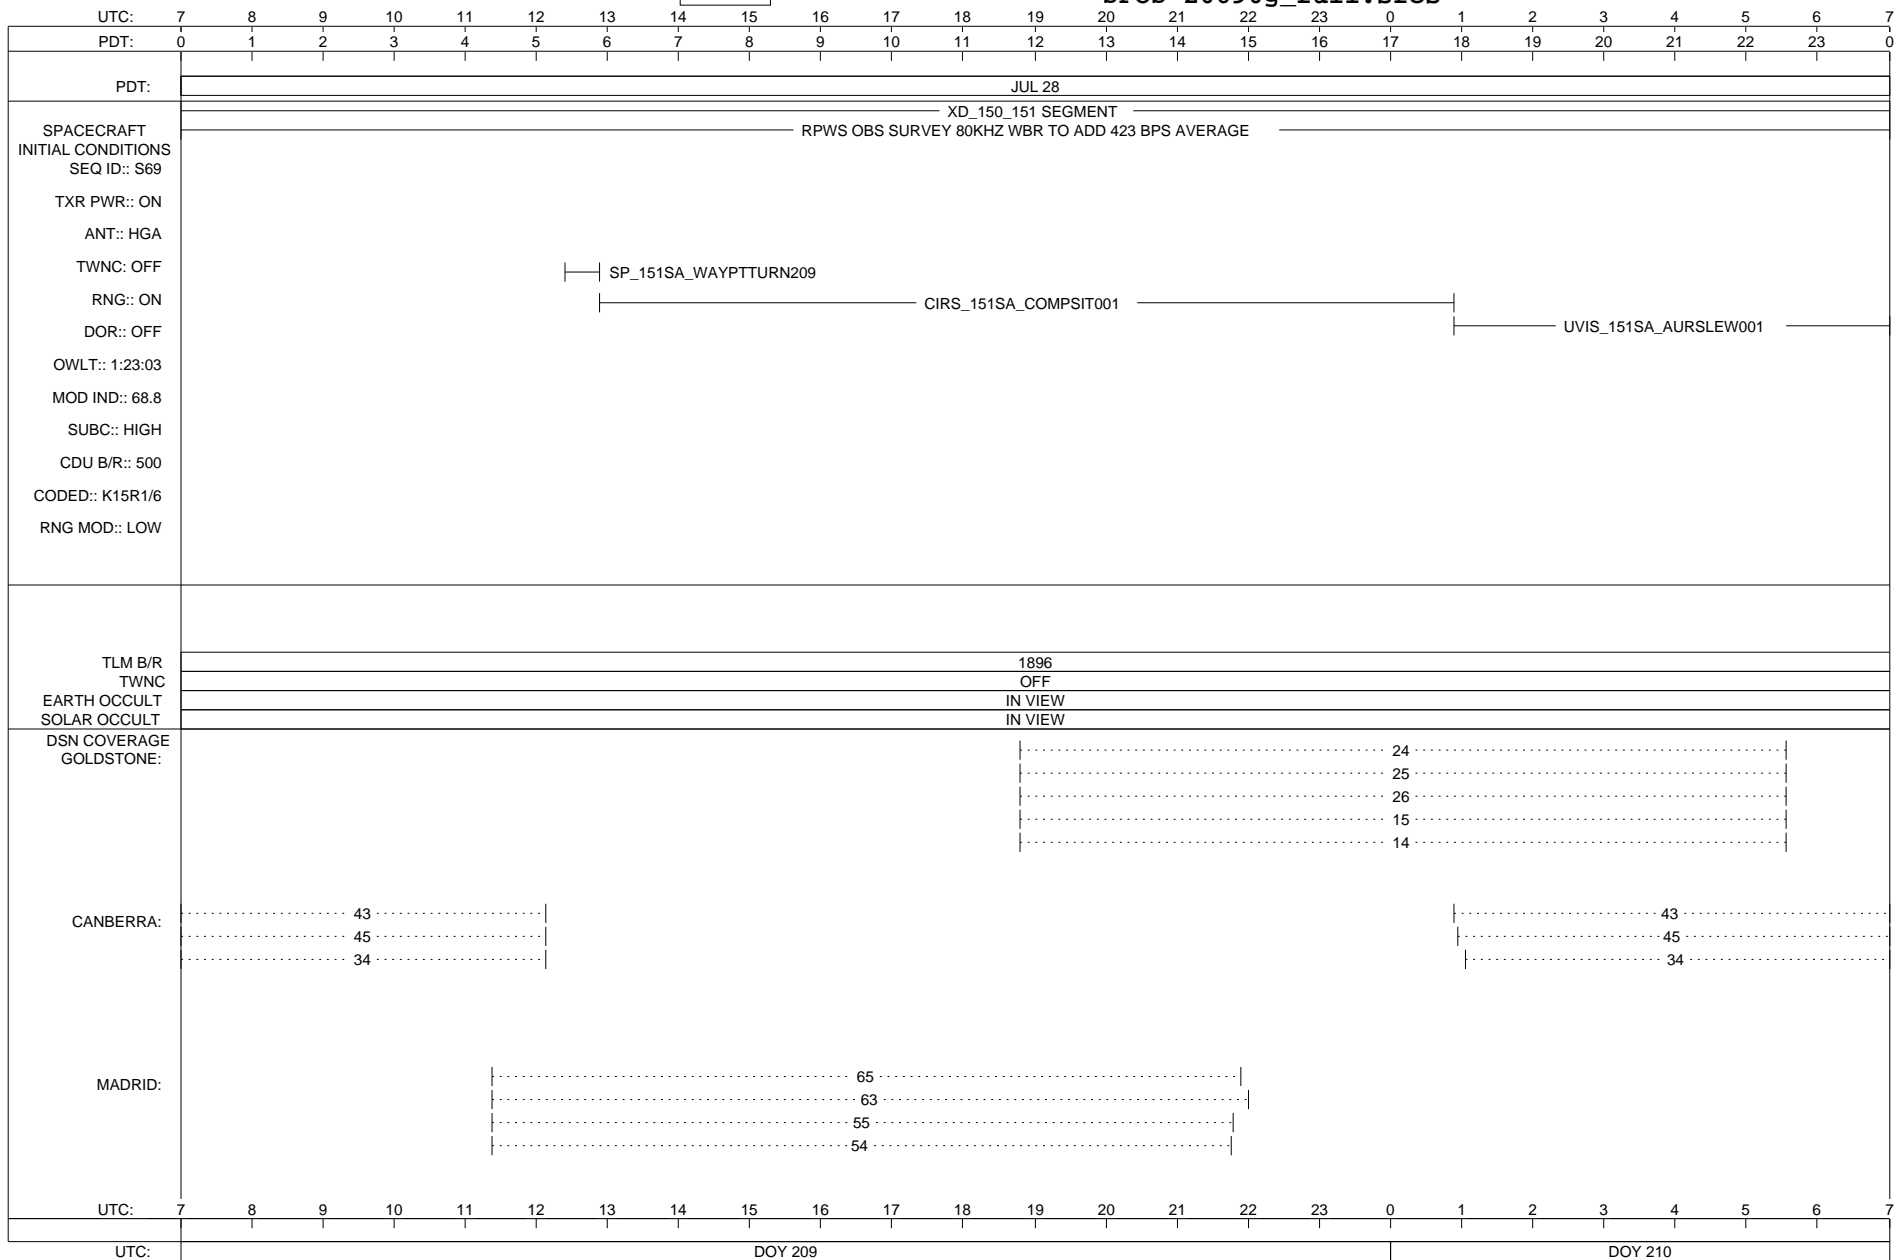 UTC: 7 8 9 10 11 12 13 14 15 16 17 18 19 20 21 22 23 0 1 2 3 4 5 6 7
PDT: 0 1 2 3 4 5 6 7 8 9 10 11 12 13 14 15 16 17 18 19 20 21 22 23 0
PDT: JUL 28
XD_150_151 SEGMENT
SPACECRAFT RPWS OBS SURVEY 80KHZ WBR TO ADD 423 BPS AVERAGE
INITIAL CONDITIONS
SEQ ID:: S69
TXR PWR:: ON
ANT:: HGA
TWNC: OFF SP_151SA_WAYPTTURN209
RNG:: ON CIRS_151SA_COMPSIT001
DOR:: OFF UVIS_151SA_AURSLEW001
OWLT:: 1:23:03
MOD IND:: 68.8
SUBC:: HIGH
CDU B/R:: 500
CODED:: K15R1/6
RNG MOD:: LOW
TLM B/R 1896
TWNC OFF
EARTH OCCULT IN VIEW
SOLAR OCCULT IN VIEW
DSN COVERAGE
GOLDSTONE: 24
25
26
15
14
CANBERRA: 43 43
45 45
34 34
MADRID: 65
63
55
54
UTC: 7 8 9 10 11 12 13 14 15 16 17 18 19 20 21 22 23 0 1 2 3 4 5 6 7
UTC: DOY 209 DOY 210